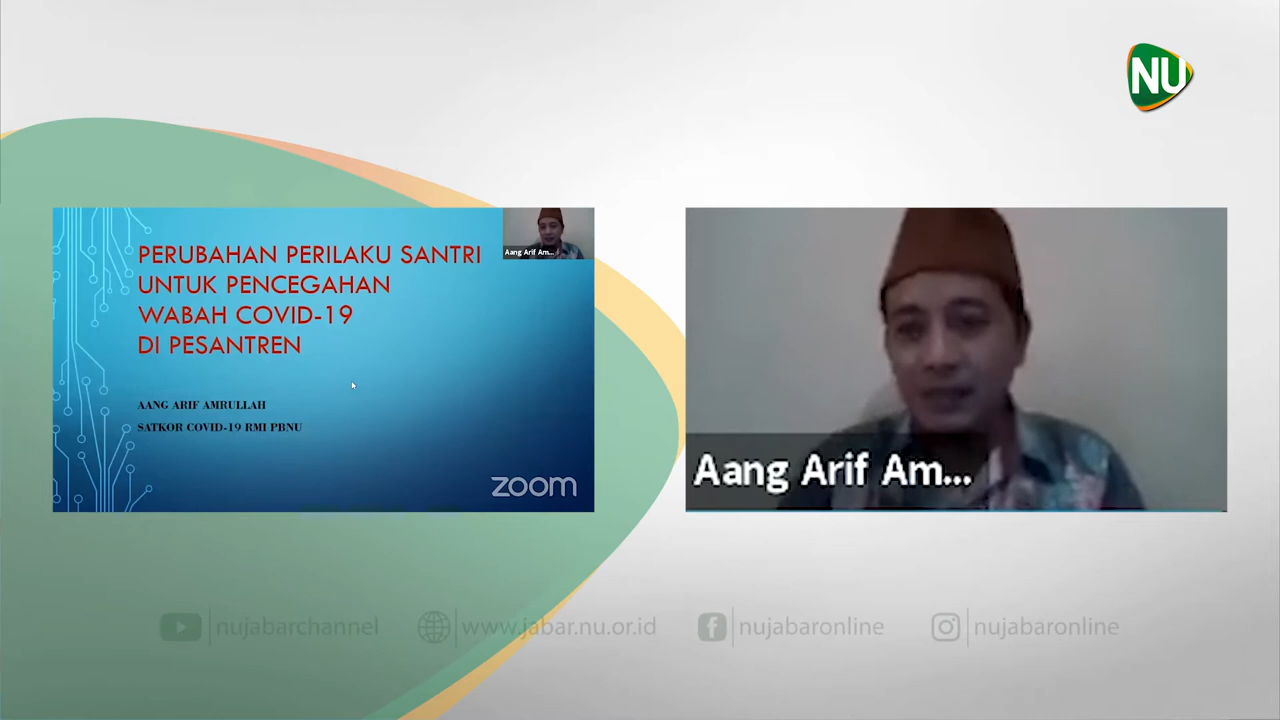 NU
PERUBAHAN PERILAKU SANTRI
UNTUK PENCEGAHAN
WABAH COVID-19
DI PESANTREN
AANG ARIF AMRULLAH
SATKOR COVID-19 RMI PBNU
zoom
Aang Arif Am...
Aang Arif Am...
nujabarchannel
www.jabar.nu.or.id
nujabaronline
nujabaronline